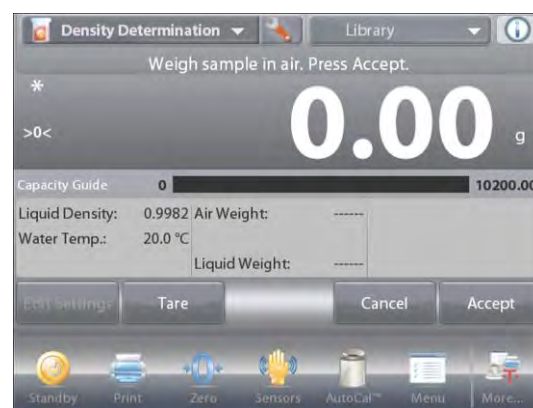 Density Determination Library
Weigh sample in air. Press Accept.
*
>0< 0.00 g
Capacity Guide 0 10200.00
Liquid Density: 0.9982 Air Weight: ------
Water Temp.: 20.0 °C
Liquid Weight: ------
Edit Settings Tare Cancel Accept
Standby Print Zero Sensors AutoCal™ Menu More...